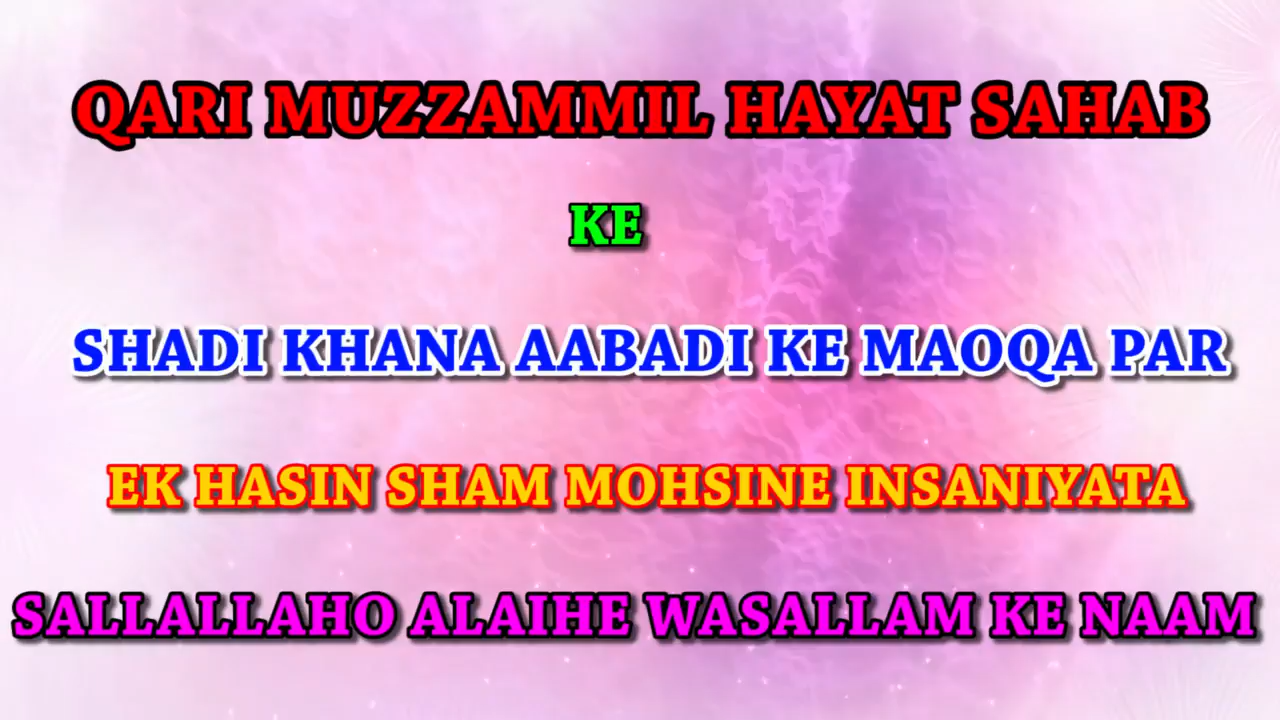 QARI MUZZAMMIL HAYAT SAHAB
KE
SHADI KHANA AABADI KE MAOQA PAR
EK HASIN SHAM MOHSINE INSANIYATA
SALLALLAHO ALAIHE WASALLAM KE NAAM